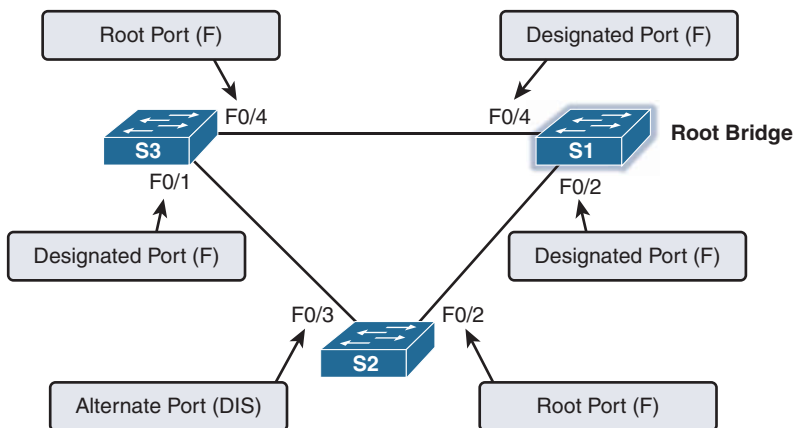 Root Port (F)
Designated Port (F)
F0/4
F0/4
S3
S1
Root Bridge
F0/1
F0/2
Designated Port (F)
Designated Port (F)
F0/3
F0/2
S2
Alternate Port (DIS)
Root Port (F)